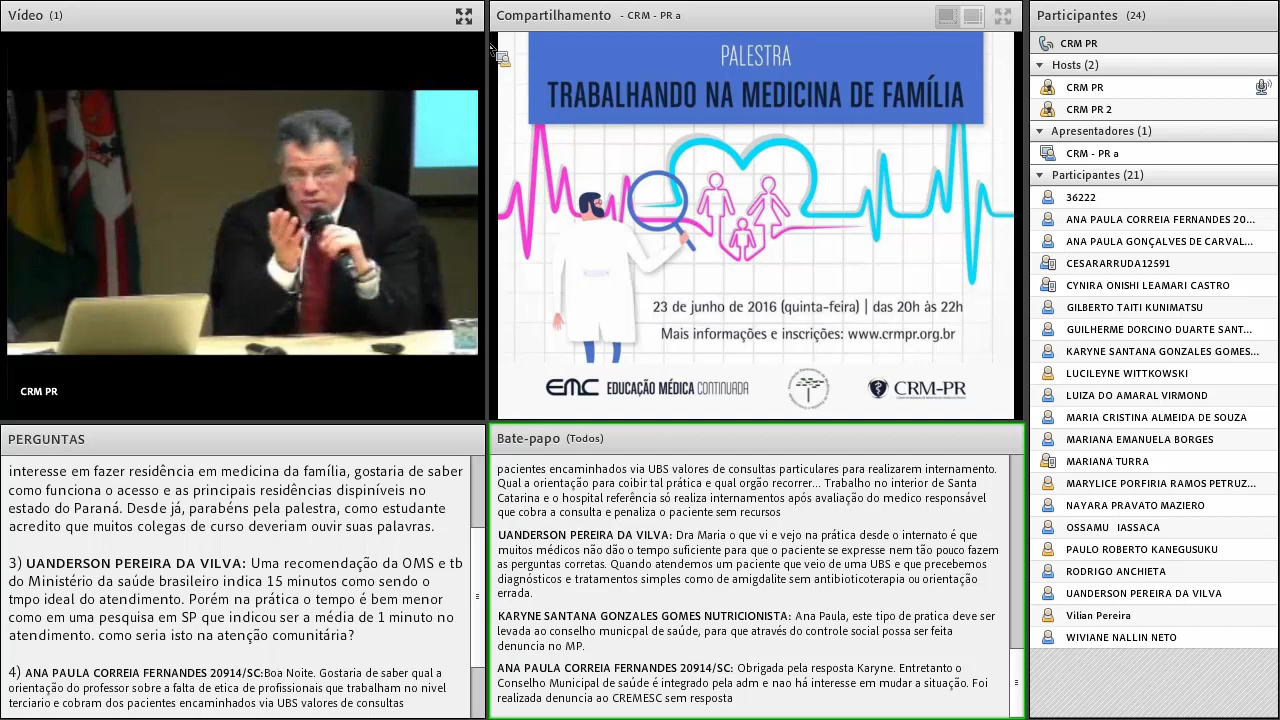 Vídeo (1)
CRM PR
Compartilhamento - CRM - PR a
PALESTRA
TRABALHANDO NA MEDICINA DE FAMÍLIA
23 de junho de 2016 (quinta-feira) | das 20h às 22h
Mais informações e inscrições: www.crmpr.org.br
EMC EDUCAÇÃO MÉDICA CONTINUADA
CRM-PR
PERGUNTAS
interesse em fazer residência em medicina da família, gostaria de saber
como funciona o acesso e as principais residências dispiníveis no
estado do Paraná. Desde já, parabéns pela palestra, como estudante
acredito que muitos colegas de curso deveriam ouvir suas palavras.
3) UANDERSON PEREIRA DA VILVA: Uma recomendação da OMS e tb
do Ministério da saúde brasileiro indica 15 minutos como sendo o
tmpo ideal do atendimento. Porém na prática o tempo é bem menor
como em uma pesquisa em SP que indicou ser a média de 1 minuto no
atendimento. como seria isto na atenção comunitária?
4) ANA PAULA CORREIA FERNANDES 20914/SC:Boa Noite. Gostaria de saber qual a
orientação do professor sobre a falta de etica de profissionais que trabalham no nivel
terciario e cobram dos pacientes encaminhados via UBS valores de consultas
Bate-papo (Todos)
pacientes encaminhados via UBS valores de consultas particulares para realizarem internamento.
Qual a orientação para coibir tal prática e qual orgão recorrer... Trabalho no interior de Santa
Catarina e o hospital referência só realiza internamentos após avaliação do medico responsável
que cobra a consulta e penaliza o paciente sem recursos
UANDERSON PEREIRA DA VILVA: Dra Maria o que vi e vejo na prática desde o internato é que
muitos médicos não dão o tempo suficiente para que o paciente se expresse nem tão pouco fazem
as perguntas corretas. Quando atendemos um paciente que veio de uma UBS e que precebemos
diagnósticos e tratamentos simples como de amigdalite sem antibioticoterapia ou orientação
errada.
KARYNE SANTANA GONZALES GOMES NUTRICIONISTA: Ana Paula, este tipo de pratica deve ser
levada ao conselho municpal de saúde, para que através do controle social possa ser feita
denuncia no MP.
ANA PAULA CORREIA FERNANDES 20914/SC: Obrigada pela resposta Karyne. Entretanto o
Conselho Municipal de saúde é integrado pela adm e nao há interesse em mudar a situação. Foi
realizada denuncia ao CREMESC sem resposta
Participantes (24)
CRM PR
Hosts (2)
CRM PR
CRM PR 2
Apresentadores (1)
CRM - PR a
Participantes (21)
36222
ANA PAULA CORREIA FERNANDES 20...
ANA PAULA GONÇALVES DE CARVAL...
CESARARRUDA12591
CYNIRA ONISHI LEAMARI CASTRO
GILBERTO TAITI KUNIMATSU
GUILHERME DORCINO DUARTE SANT...
KARYNE SANTANA GONZALES GOMES...
LUCILEYNE WITTKOWSKI
LUIZA DO AMARAL VIRMOND
MARIA CRISTINA ALMEIDA DE SOUZA
MARIANA EMANUELA BORGES
MARIANA TURRA
MARYLICE PORFIRIA RAMOS PETRUZ...
NAYARA PRAVATO MAZIERO
OSSAMU IASSACA
PAULO ROBERTO KANEGUSUKU
RODRIGO ANCHIETA
UANDERSON PEREIRA DA VILVA
Vilian Pereira
WIVIANE NALLIN NETO